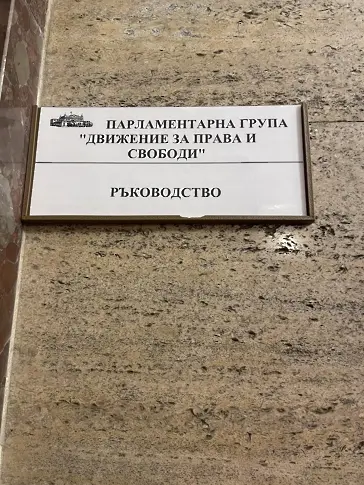 ПАРЛАМЕНТАРНА ГРУПА
"ДВИЖЕНИЕ ЗА ПРАВА И
СВОБОДИ"
РЪКОВОДСТВО